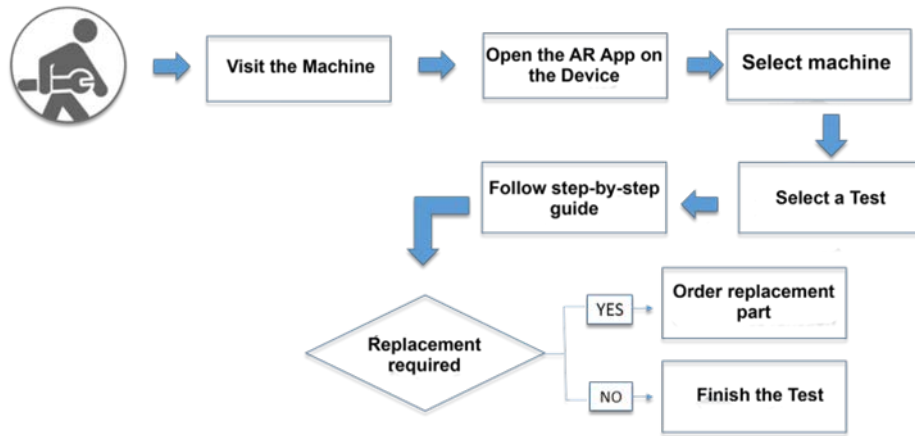 Visit the Machine
Open the AR App on
the Device
Select machine
Select a Test
Follow step-by-step
guide
Replacement
required
YES
Order replacement
part
NO
Finish the Test